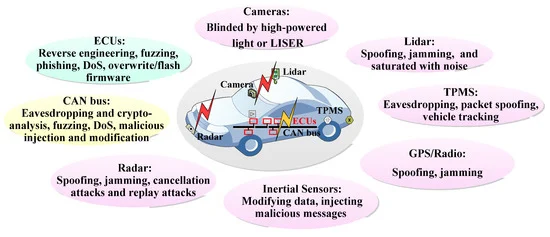 Cameras:
Blinded by high-powered
light or LISER
ECUs:
Reverse engineering, fuzzing,
phishing, DoS, overwrite/flash
firmware
Lidar:
Spoofing, jamming, and
saturated with noise
CAN bus:
Eavesdropping and crypto-
analysis, fuzzing, DoS, malicious
injection and modification
TPMS:
Eavesdropping, packet spoofing,
vehicle tracking
Camera
Lidar
TPMS
ECUs
CAN bus
Radar
Radar:
Spoofing, jamming, cancellation
attacks and replay attacks
Inertial Sensors:
Modifying data, injecting
malicious messages
GPS/Radio:
Spoofing, jamming